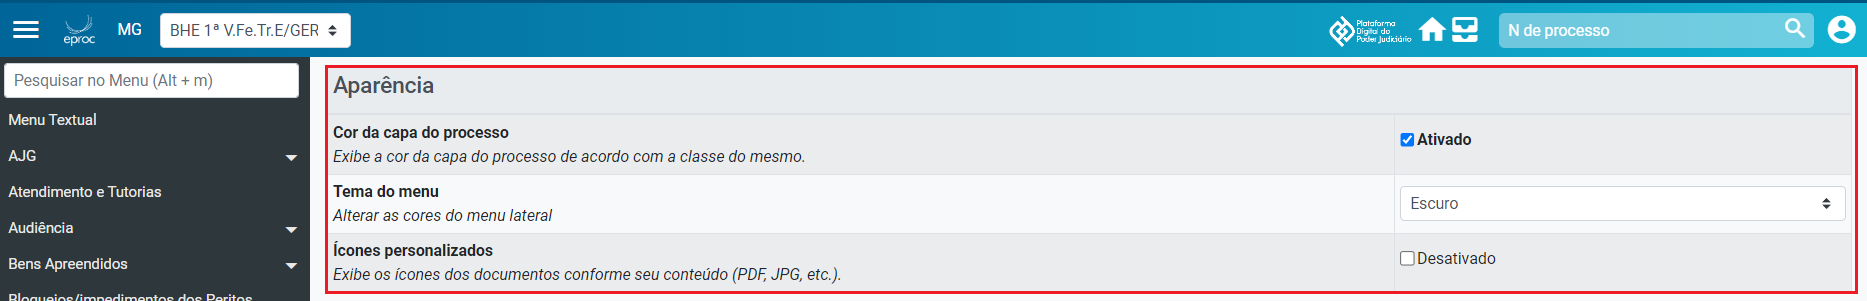 eproc
MG
BHE 1ª V.Fe.Tr.E/GER
Plataforma
Digital do
Poder Judiciário
N de processo
Pesquisar no Menu (Alt + m)
Menu Textual
AJG
Atendimento e Tutorias
Audiência
Bens Apreendidos
Bloqueios/impedimentos dos Peritos
Aparência
Cor da capa do processo
Exibe a cor da capa do processo de acordo com a classe do mesmo.
Ativado
Tema do menu
Alterar as cores do menu lateral
Escuro
Ícones personalizados
Exibe os ícones dos documentos conforme seu conteúdo (PDF, JPG, etc.).
Desativado